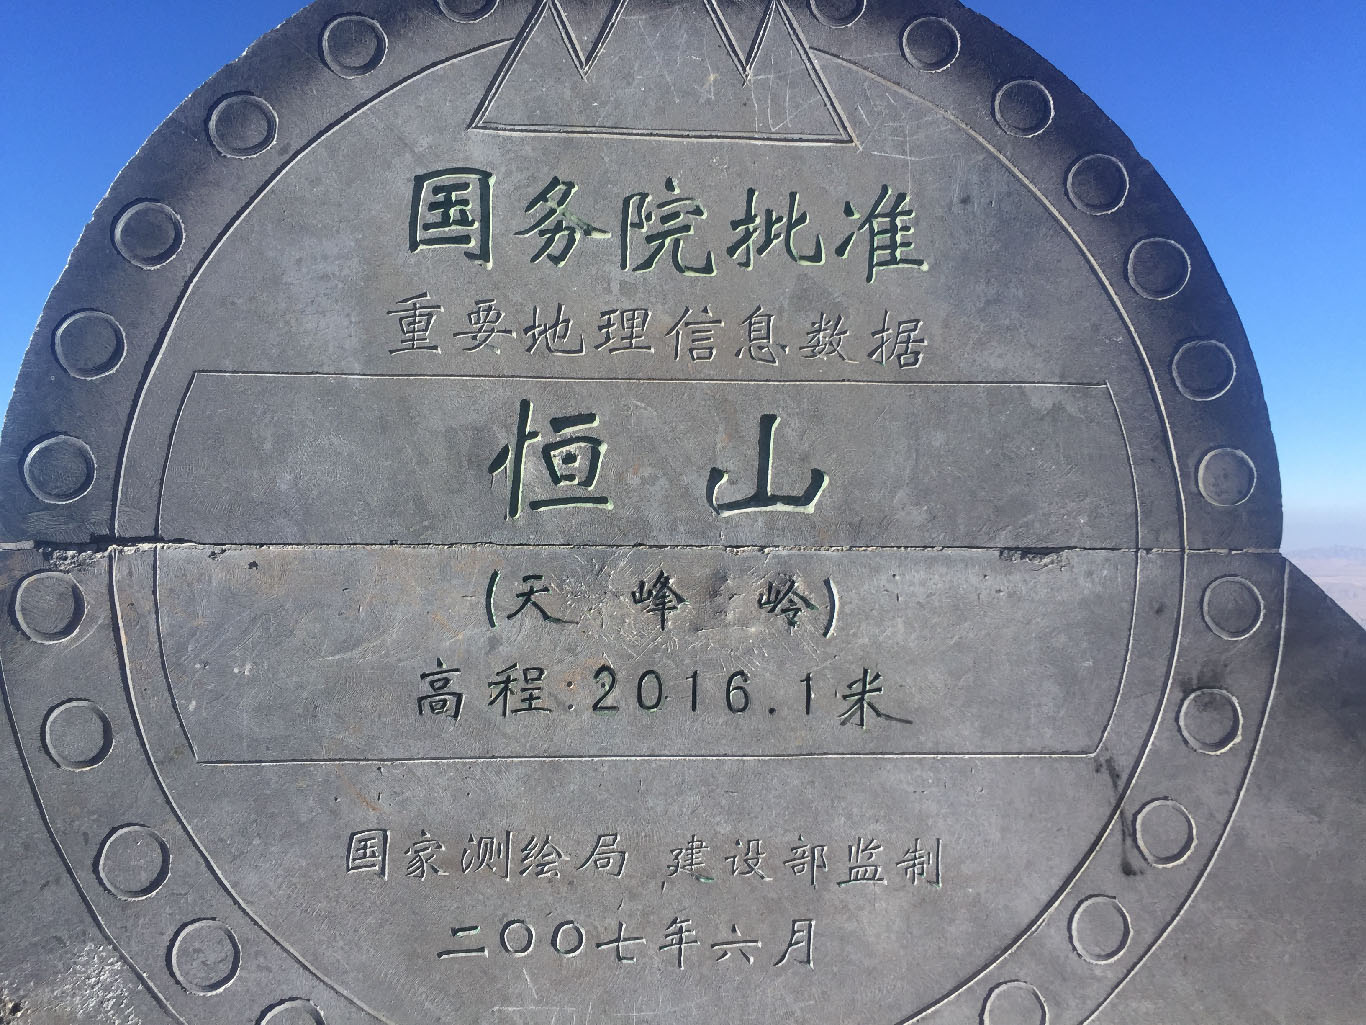 国务院批准
重要地理信息数据
恒山
(天峰岭)
高程:2016.1米
国家测绘局 建设部监制
二〇〇七年六月